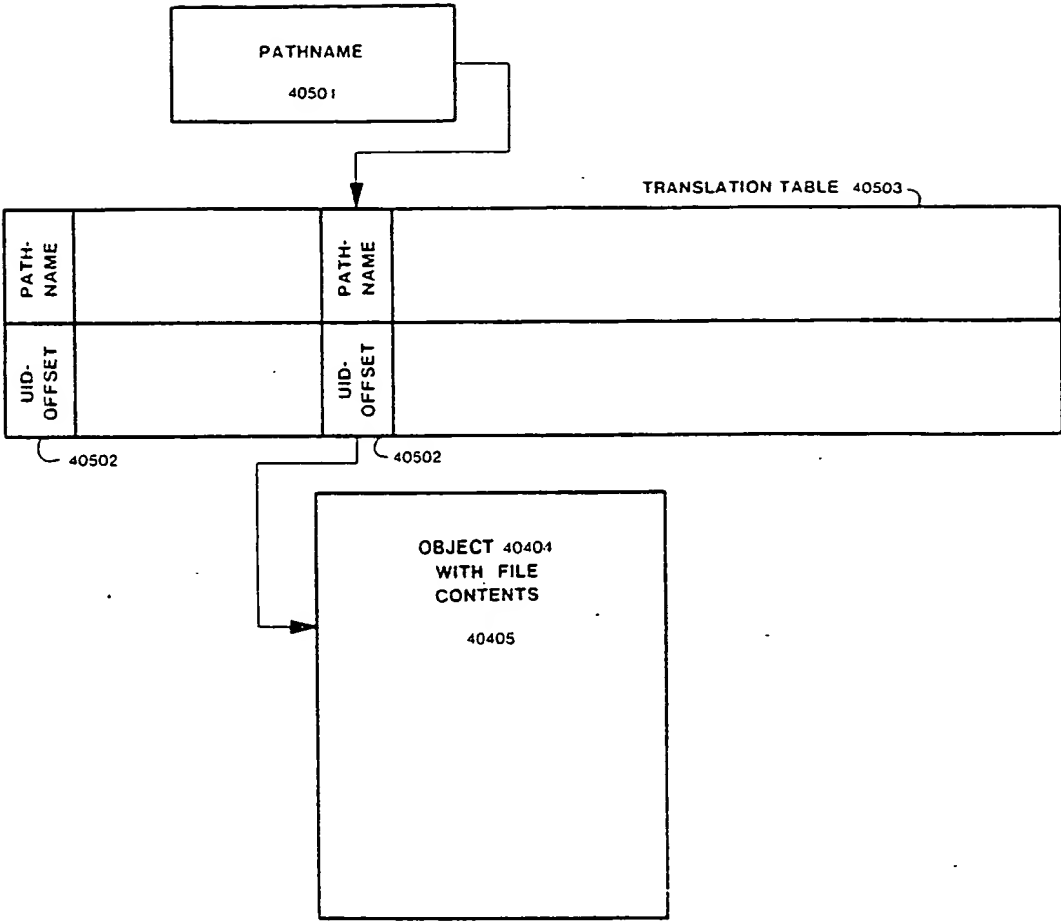 PATHNAME
40501
TRANSLATION TABLE 40503
PATH-
NAME
PATH-
NAME
UID-
OFFSET
UID-
OFFSET
40502
40502
OBJECT 40404
WITH FILE
CONTENTS
40405